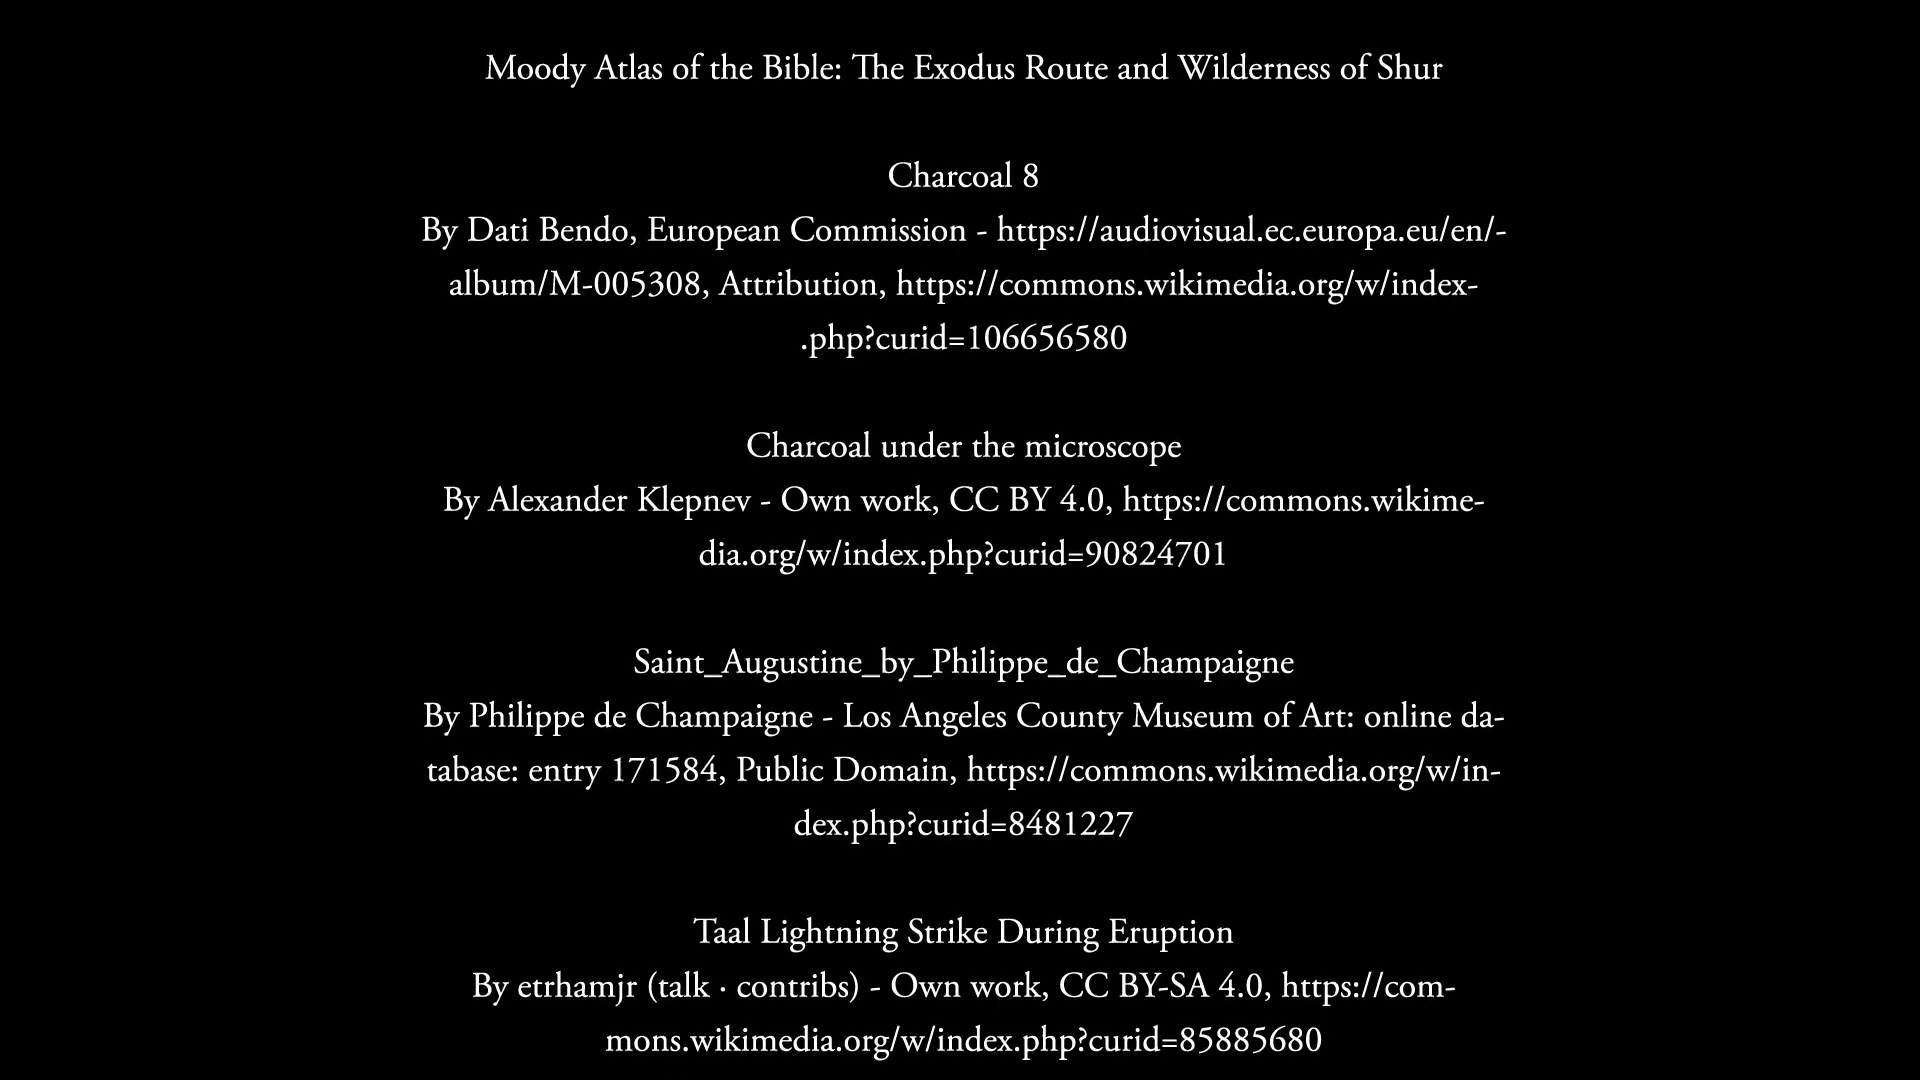 Moody Atlas of the Bible: The Exodus Route and Wilderness of Shur
Charcoal 8
By Dati Bendo, European Commission - https://audiovisual.ec.europa.eu/en/-
album/M-005308, Attribution, https://commons.wikimedia.org/w/index-
.php?curid=106656580
Charcoal under the microscope
By Alexander Klepnev - Own work, CC BY 4.0, https://commons.wikime-
dia.org/w/index.php?curid=90824701
Saint_Augustine_by_Philippe_de_Champaigne
By Philippe de Champaigne - Los Angeles County Museum of Art: online da-
tabase: entry 171584, Public Domain, https://commons.wikimedia.org/w/in-
dex.php?curid=8481227
Taal Lightning Strike During Eruption
By etrhamjr (talk · contribs) - Own work, CC BY-SA 4.0, https://com-
mons.wikimedia.org/w/index.php?curid=85885680